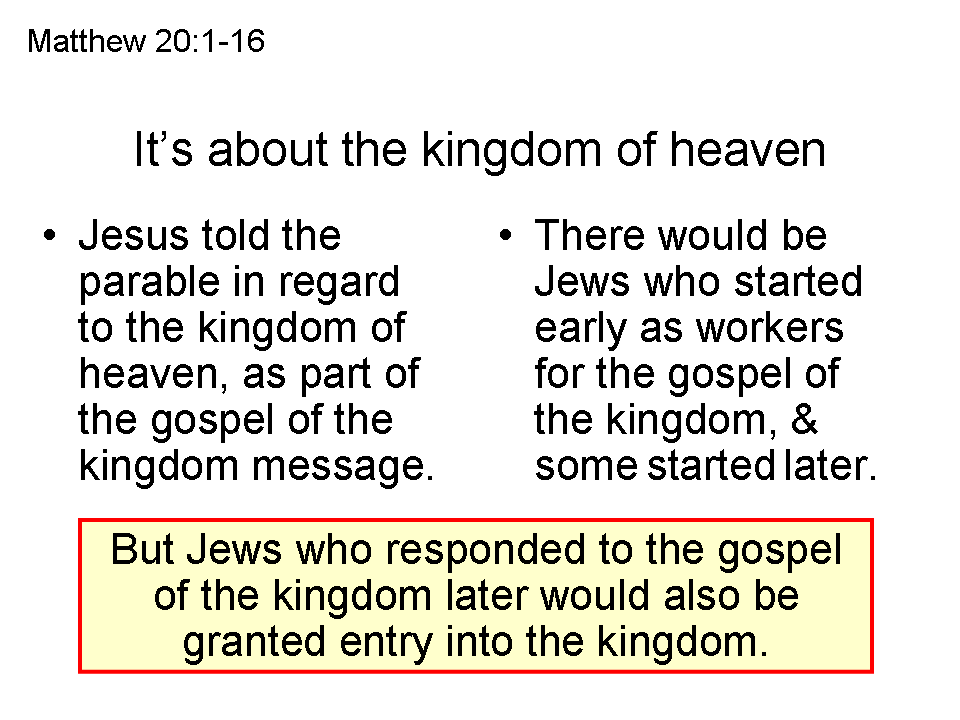 Matthew 20:1-16
It's about the kingdom of heaven
• Jesus told the
parable in regard
to the kingdom of
heaven, as part of
the gospel of the
kingdom message.
• There would be
Jews who started
early as workers
for the gospel of
the kingdom, &
some started later.
But Jews who responded to the gospel
of the kingdom later would also be
granted entry into the kingdom.